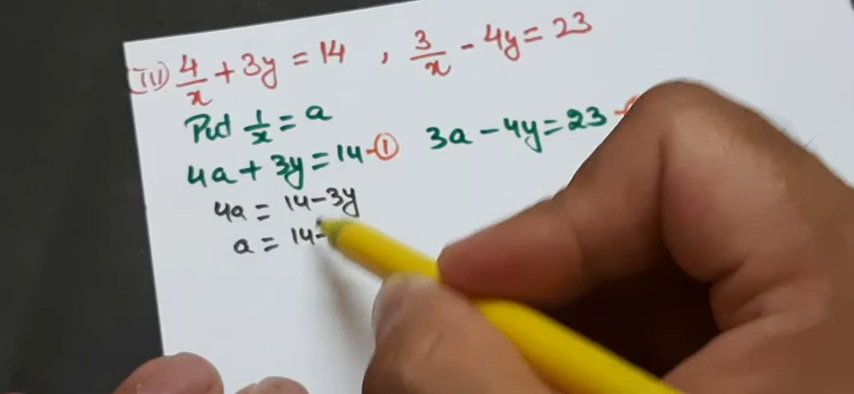 (iii) 4/x + 3y = 14 , 3/x - 4y = 23
Put 1/x = a
4a + 3y = 14 -① 3a - 4y = 23 -
4a = 14 - 3y
a = 14 -